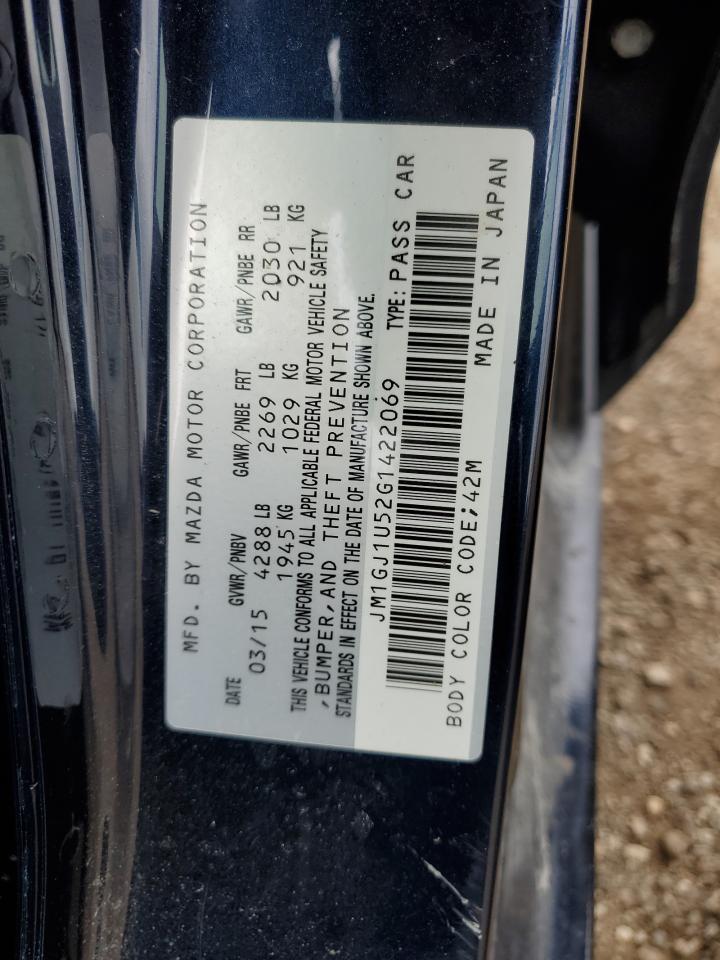 MFD. BY MAZDA MOTOR CORPORATION
DATE GVWR/PNBV GAWR/PNBE FRT GAWR/PNBE RR
03/15 4288 LB 2269 LB 2030 LB
1945 KG 1029 KG 921 KG
THIS VEHICLE CONFORMS TO ALL APPLICABLE FEDERAL MOTOR VEHICLE SAFETY
,BUMPER,AND THEFT PREVENTION
STANDARDS IN EFFECT ON THE DATE OF MANUFACTURE SHOWN ABOVE.
JM1GJ1U52G1422069 TYPE: PASS CAR
BODY COLOR CODE;42M MADE IN JAPAN